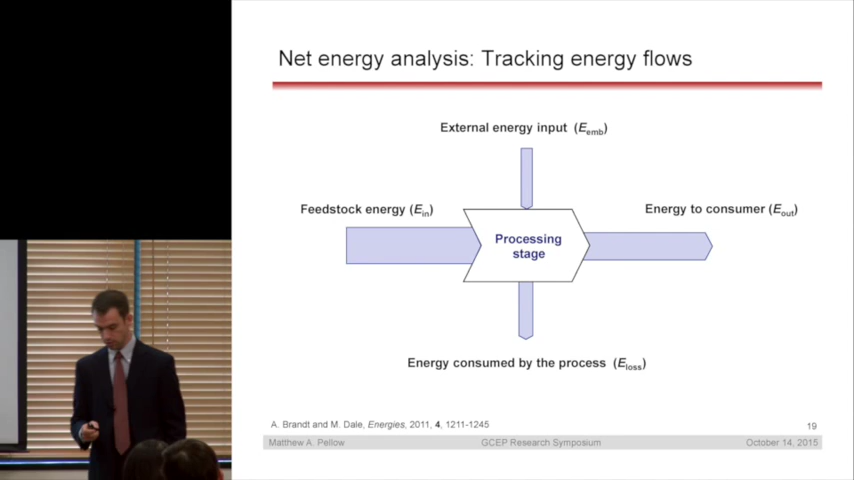 Net energy analysis: Tracking energy flows
External energy input (Eemb)
Feedstock energy (Ein)
Energy to consumer (Eout)
Processing
stage
Energy consumed by the process (Eloss)
A. Brandt and M. Dale, Energies, 2011, 4, 1211-1245
19
Matthew A. Pellow
GCEP Research Symposium
October 14, 2015